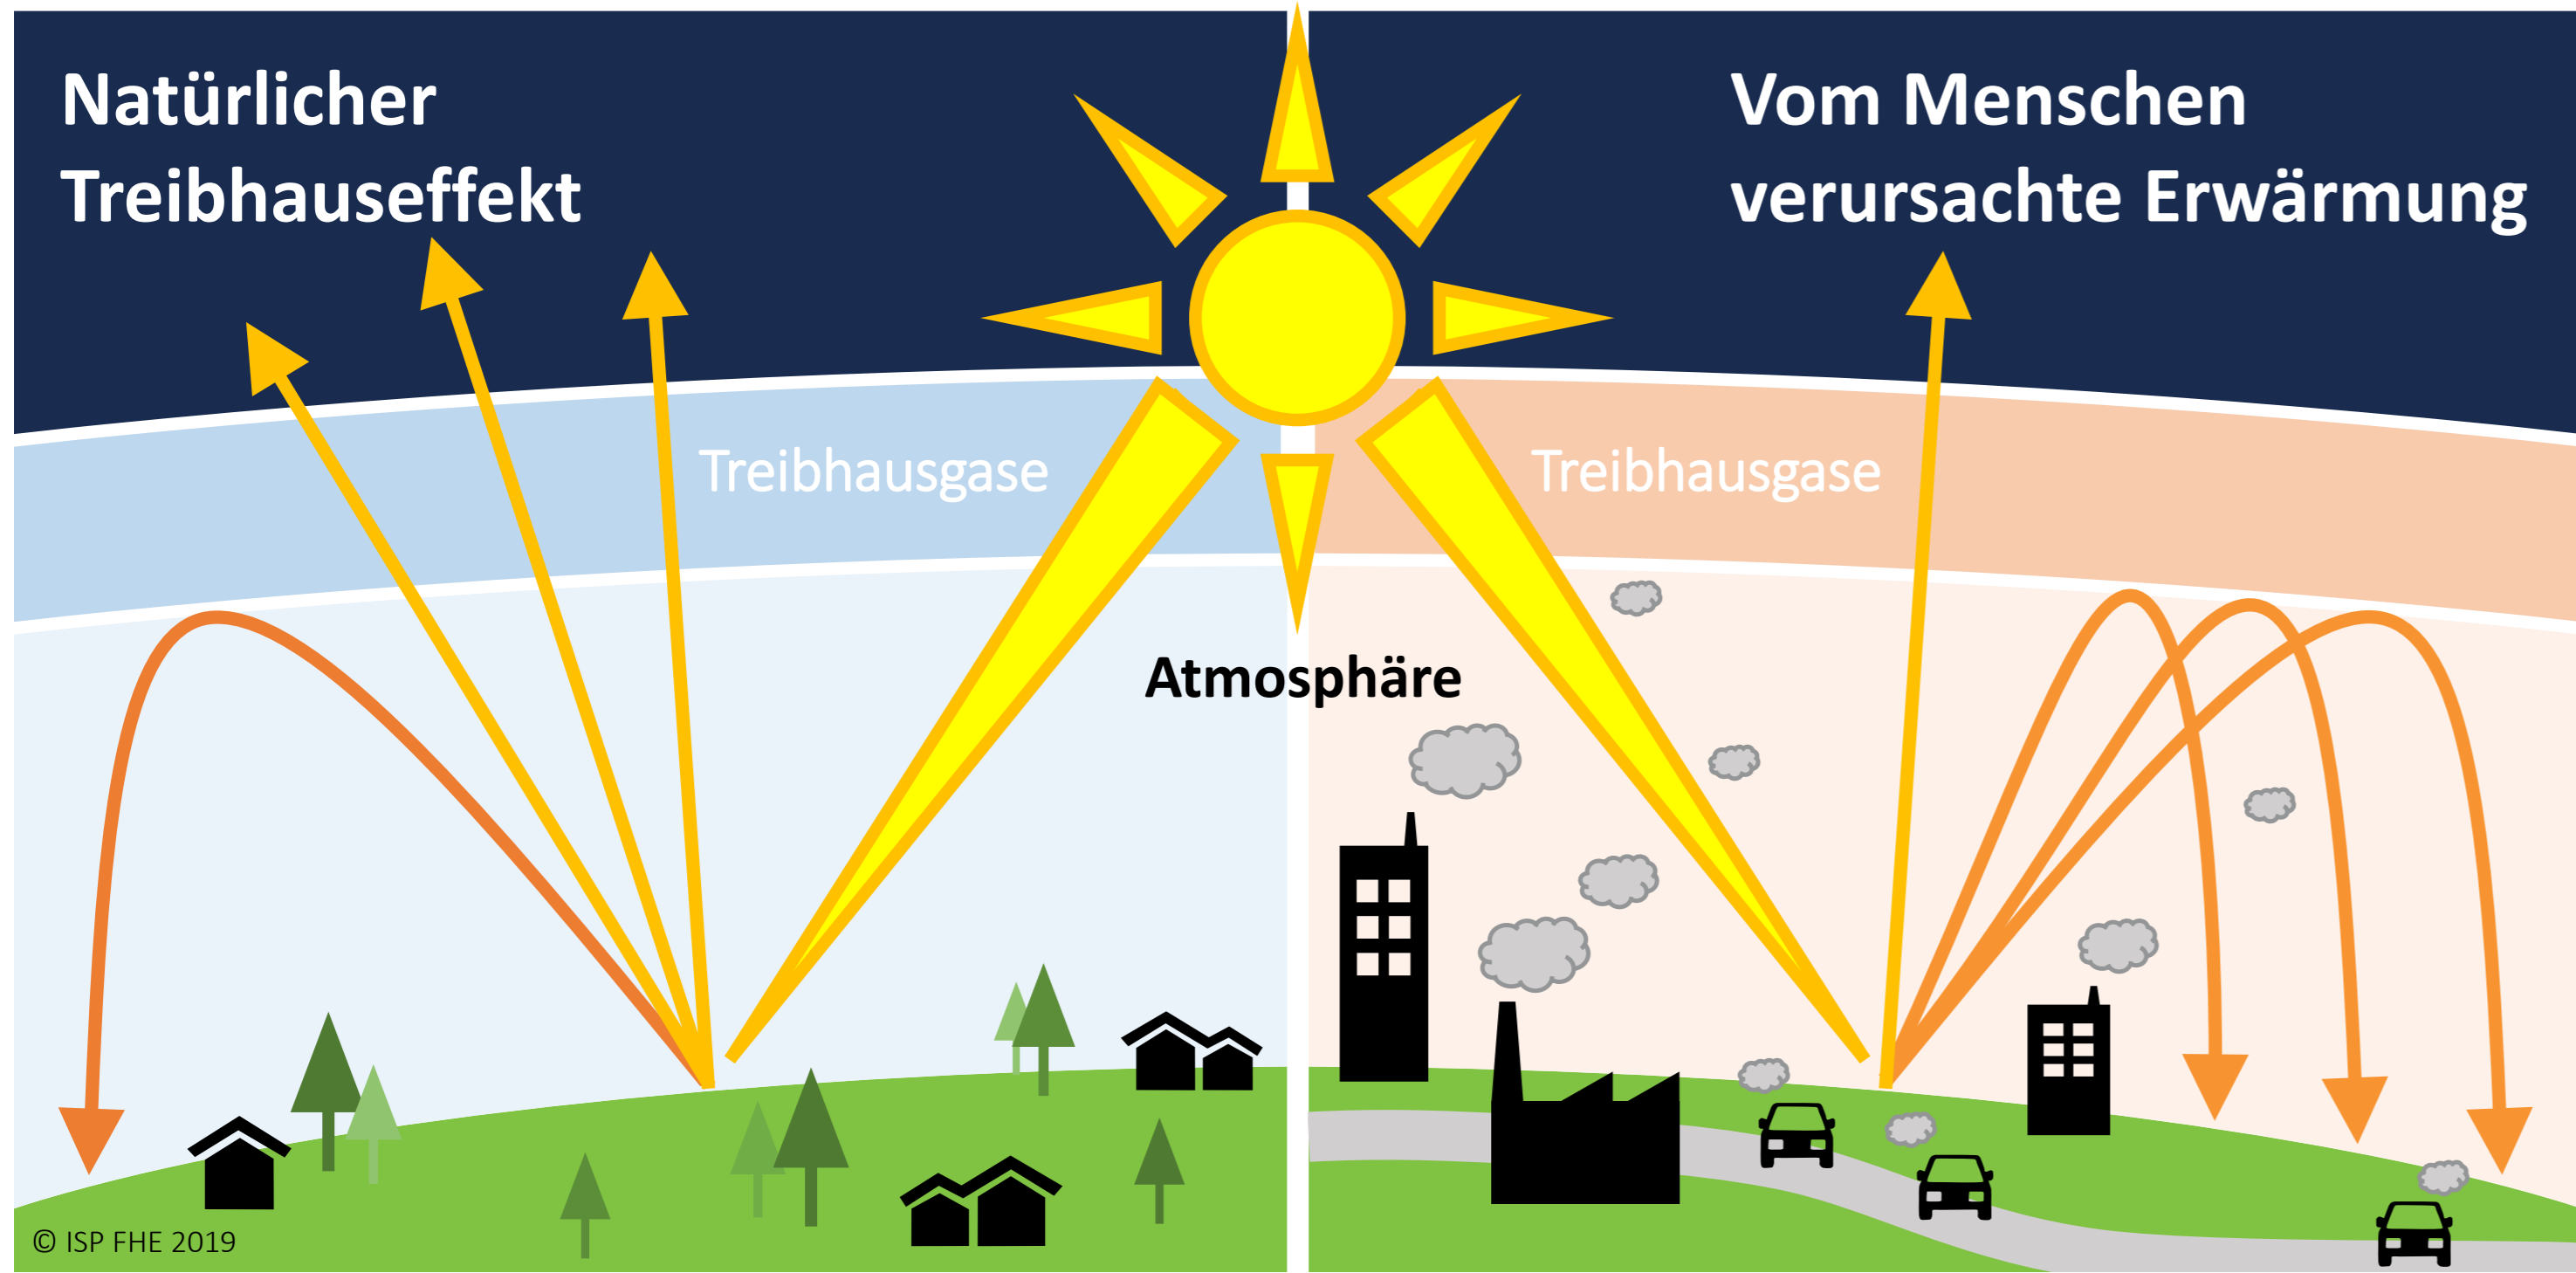 Natürlicher
Treibhauseffekt
Vom Menschen
verursachte Erwärmung
Treibhausgase
Treibhausgase
Atmosphäre
© ISP FHE 2019